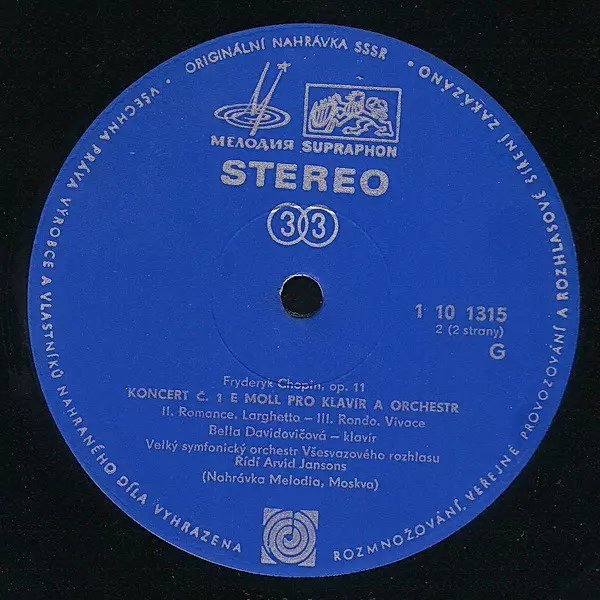 VŠECHNA PRÁVA VÝROBCE A VLASTNÍKŮ NAHRANÉHO DÍLA VYHRAZENA
• ORIGINÁLNÍ NAHRÁVKA SSSR •
ROZMNOŽOVÁNÍ, VEŘEJNÉ PROVOZOVÁNÍ A ROZHLASOVÉ ŠÍŘENÍ ZAKÁZÁNO
МЕЛОДИЯ SUPRAPHON
STEREO
33
1 10 1315
2 (2 strany)
G
Fryderyk Chopin, op. 11
KONCERT Č. 1 E MOLL PRO KLAVÍR A ORCHESTR
II. Romance. Larghetto – III. Rondo. Vivace
Bella Davidovičová – klavír
Velký symfonický orchestr Všesvazového rozhlasu
Řídí Arvid Jansons
(Nahrávka Melodia, Moskva)